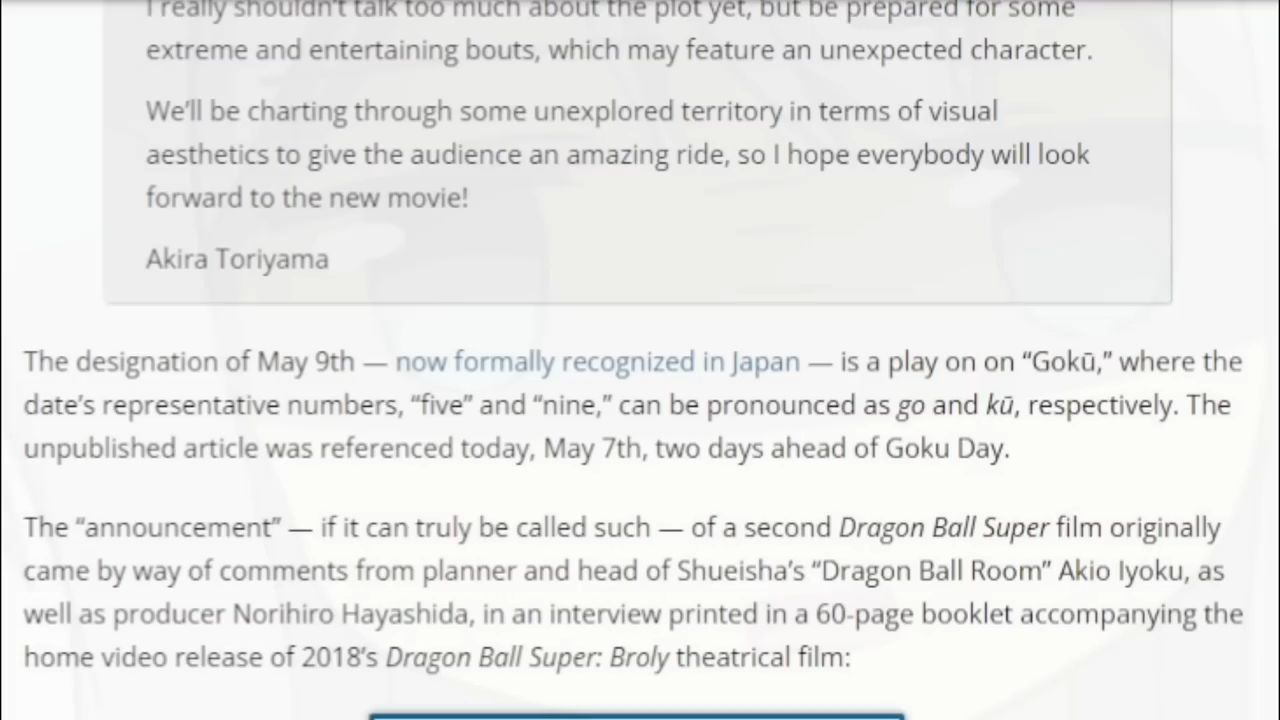 I really shouldn't talk too much about the plot yet, but be prepared for some
extreme and entertaining bouts, which may feature an unexpected character.
We’ll be charting through some unexplored territory in terms of visual
aesthetics to give the audience an amazing ride, so I hope everybody will look
forward to the new movie!
Akira Toriyama
The designation of May 9th — now formally recognized in Japan — is a play on on “Gokū,” where the
date’s representative numbers, “five” and “nine,” can be pronounced as go and kū, respectively. The
unpublished article was referenced today, May 7th, two days ahead of Goku Day.
The “announcement” — if it can truly be called such — of a second Dragon Ball Super film originally
came by way of comments from planner and head of Shueisha’s “Dragon Ball Room” Akio Iyoku, as
well as producer Norihiro Hayashida, in an interview printed in a 60-page booklet accompanying the
home video release of 2018’s Dragon Ball Super: Broly theatrical film: